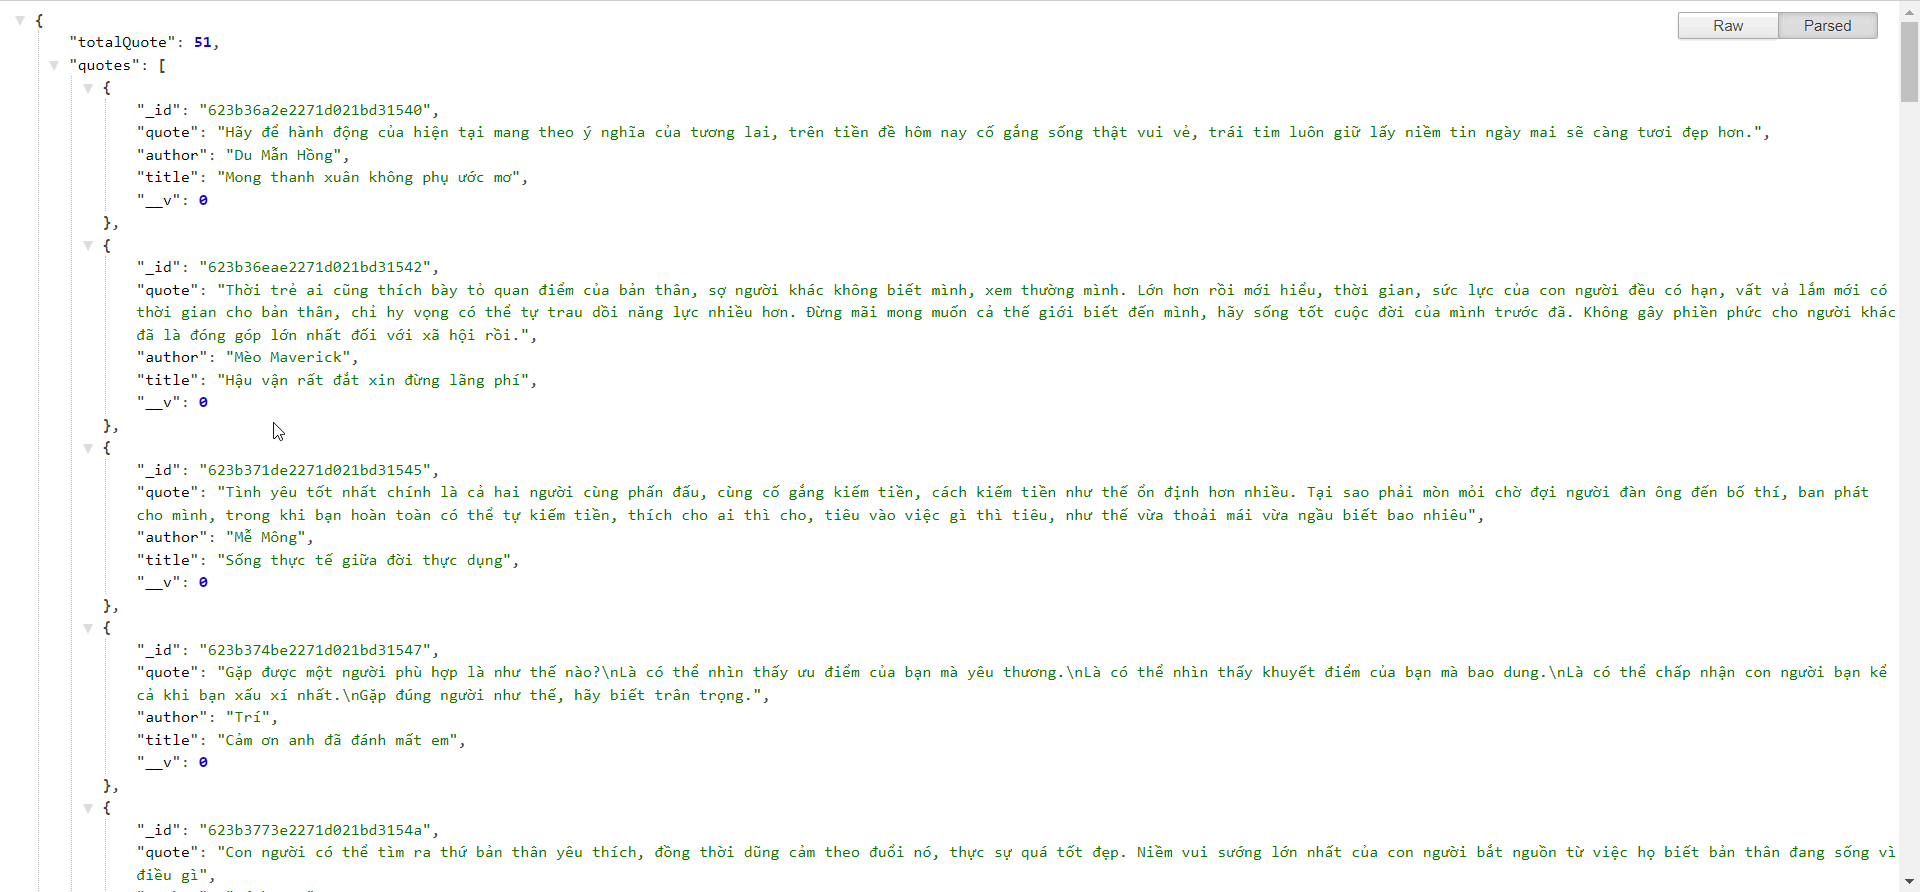 {
Raw Parsed
"totalQuote": 51,
"quotes": [
{
"_id": "623b36a2e2271d021bd31540",
"quote": "Hãy để hành động của hiện tại mang theo ý nghĩa của tương lai, trên tiền đề hôm nay cố gắng sống thật vui vẻ, trái tim luôn giữ lấy niềm tin ngày mai sẽ càng tươi đẹp hơn.",
"author": "Du Mẫn Hồng",
"title": "Mong thanh xuân không phụ ước mơ",
"__v": 0
},
{
"_id": "623b36eae2271d021bd31542",
"quote": "Thời trẻ ai cũng thích bày tỏ quan điểm của bản thân, sợ người khác không biết mình, xem thường mình. Lớn hơn rồi mới hiểu, thời gian, sức lực của con người đều có hạn, vất vả lắm mới có
thời gian cho bản thân, chỉ hy vọng có thể tự trau dồi năng lực nhiều hơn. Đừng mãi mong muốn cả thế giới biết đến mình, hãy sống tốt cuộc đời của mình trước đã. Không gây phiền phức cho người khác
đã là đóng góp lớn nhất đối với xã hội rồi.",
"author": "Mèo Maverick",
"title": "Hậu vận rất đắt xin đừng lãng phí",
"__v": 0
},
{
"_id": "623b371de2271d021bd31545",
"quote": "Tình yêu tốt nhất chính là cả hai người cùng phấn đấu, cùng cố gắng kiếm tiền, cách kiếm tiền như thế ổn định hơn nhiều. Tại sao phải mòn mỏi chờ đợi người đàn ông đến bố thí, ban phát
cho mình, trong khi bạn hoàn toàn có thể tự kiếm tiền, thích cho ai thì cho, tiêu vào việc gì thì tiêu, như thế vừa thoải mái vừa ngầu biết bao nhiêu",
"author": "Mễ Mông",
"title": "Sống thực tế giữa đời thực dụng",
"__v": 0
},
{
"_id": "623b374be2271d021bd31547",
"quote": "Gặp được một người phù hợp là như thế nào?\nLà có thể nhìn thấy ưu điểm của bạn mà yêu thương.\nLà có thể nhìn thấy khuyết điểm của bạn mà bao dung.\nLà có thể chấp nhận con người bạn kể
cả khi bạn xấu xí nhất.\nGặp đúng người như thế, hãy biết trân trọng.",
"author": "Trí",
"title": "Cảm ơn anh đã đánh mất em",
"__v": 0
},
{
"_id": "623b3773e2271d021bd3154a",
"quote": "Con người có thể tìm ra thứ bản thân yêu thích, đồng thời dũng cảm theo đuổi nó, thực sự quá tốt đẹp. Niềm vui sướng lớn nhất của con người bắt nguồn từ việc họ biết bản thân đang sống vì
điều gì",